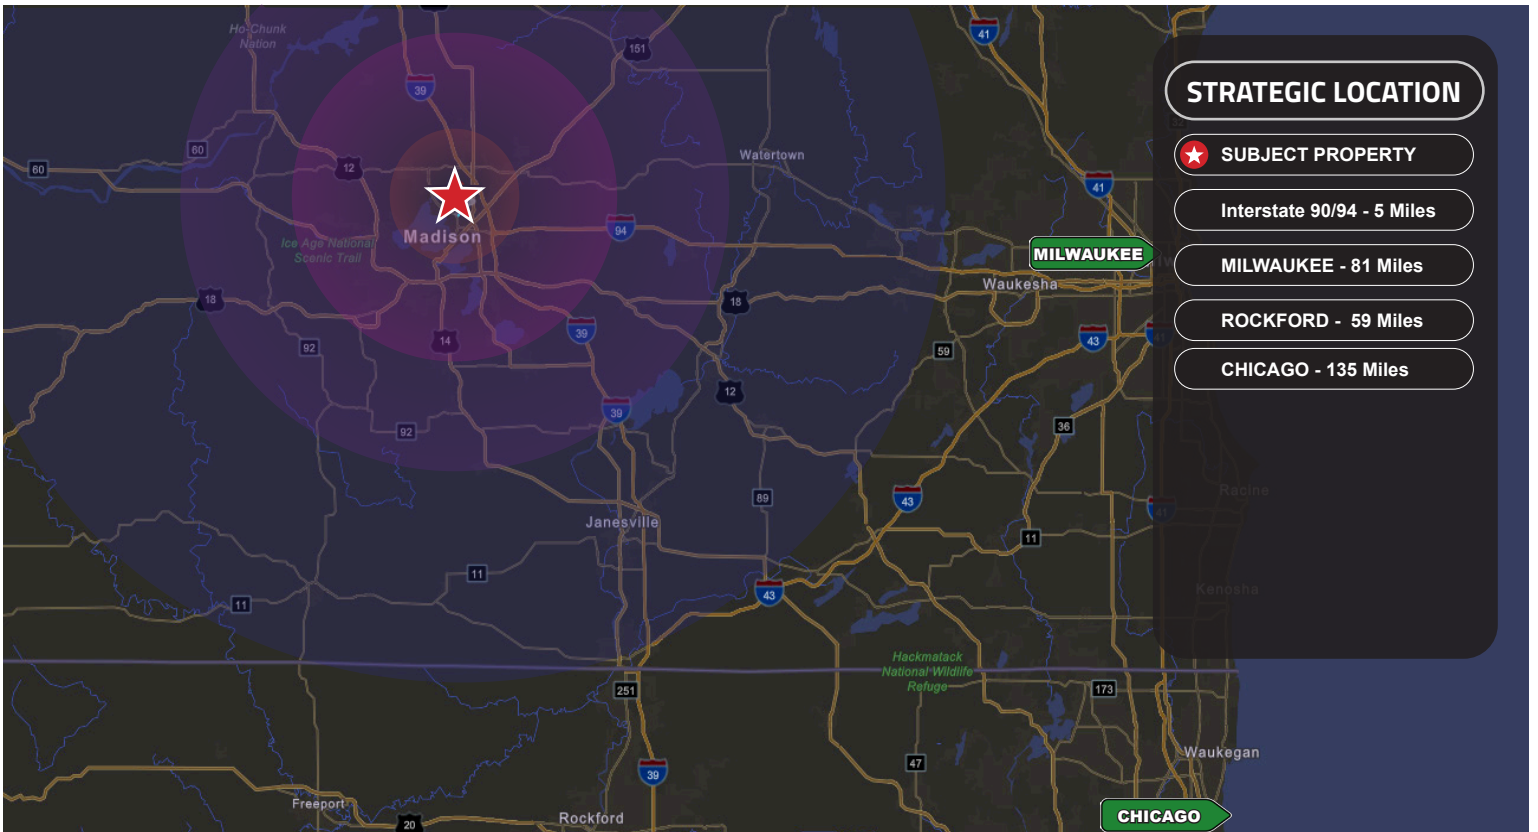 Ho-Chunk
Nation
151
41
39
STRATEGIC LOCATION
60
60
12
Watertown
SUBJECT PROPERTY
41
Interstate 90/94 - 5 Miles
94
Madison
Ice Age National
Scenic Trail
MILWAUKEE
MILWAUKEE - 81 Miles
Waukesha
18
18
39
14
92
59
43
41
ROCKFORD - 59 Miles
CHICAGO - 135 Miles
12
39
92
36
89
43
Racine
41
Janesville
11
11
11
43
Kenosha
Hackmatack
National Wildlife
Refuge
251
173
Waukegan
47
39
Freeport
Rockford
20
CHICAGO